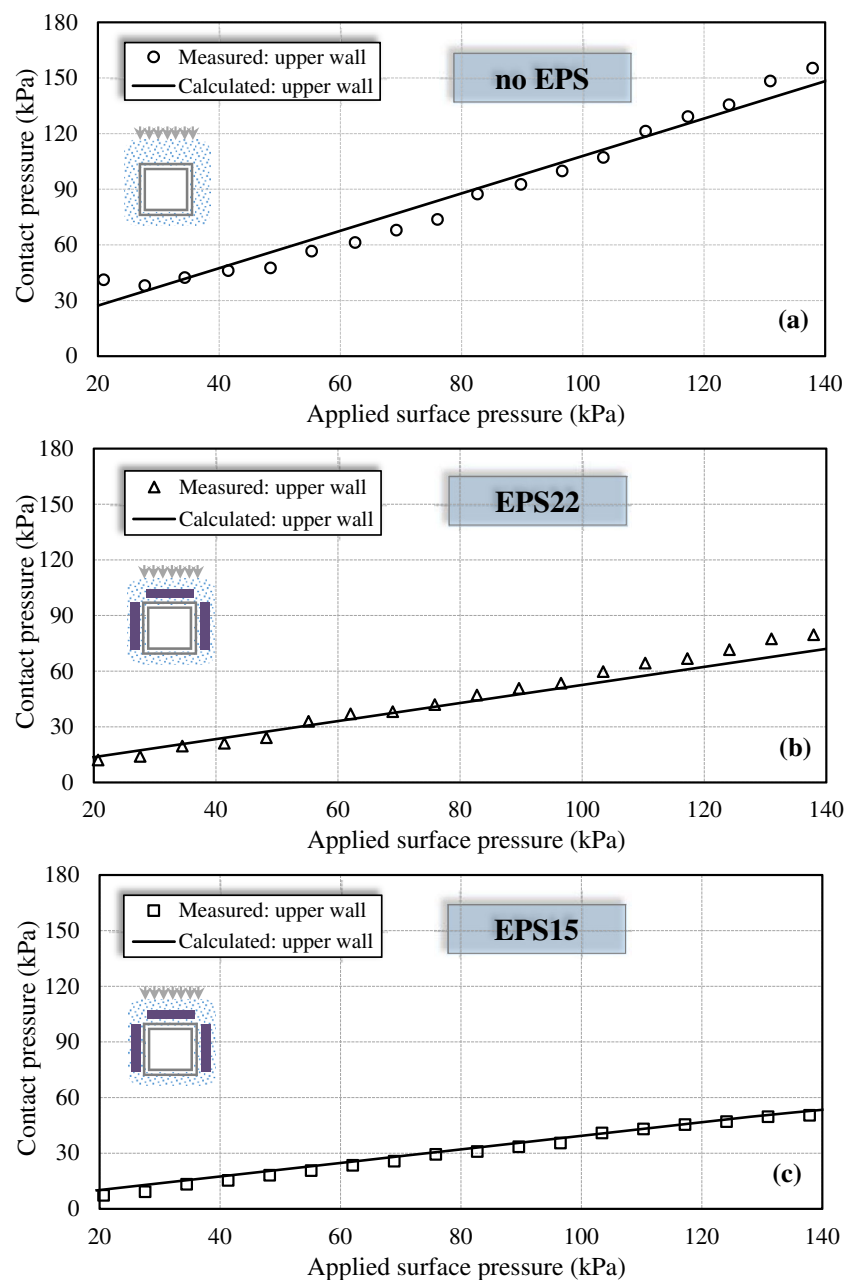 180
150
120
90
60
30
0
Contact pressure (kPa)
Measured: upper wall
Calculated: upper wall
no EPS
(a)
20 40 60 80 100 120 140
Applied surface pressure (kPa)
180
150
120
90
60
30
0
Contact pressure (kPa)
Measured: upper wall
Calculated: upper wall
EPS22
(b)
20 40 60 80 100 120 140
Applied surface pressure (kPa)
180
150
120
90
60
30
0
Contact pressure (kPa)
Measured: upper wall
Calculated: upper wall
EPS15
(c)
20 40 60 80 100 120 140
Applied surface pressure (kPa)